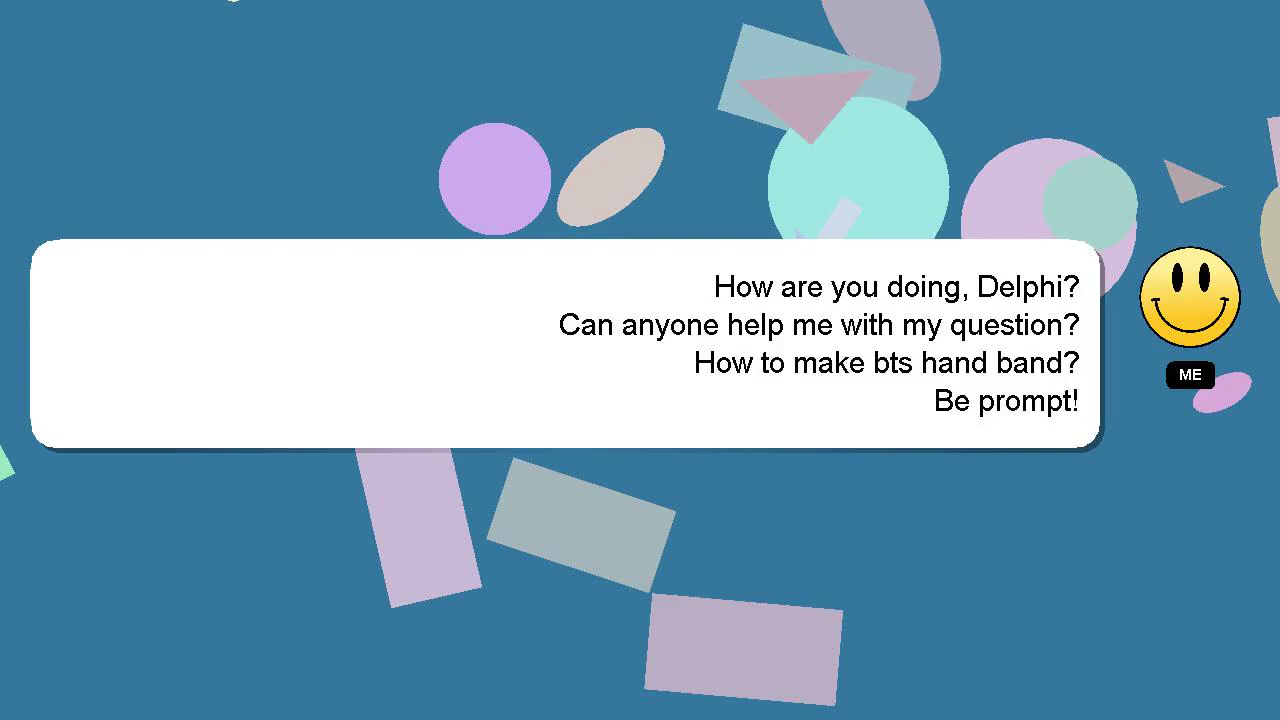 How are you doing, Delphi?
Can anyone help me with my question?
How to make bts hand band?
Be prompt!
ME